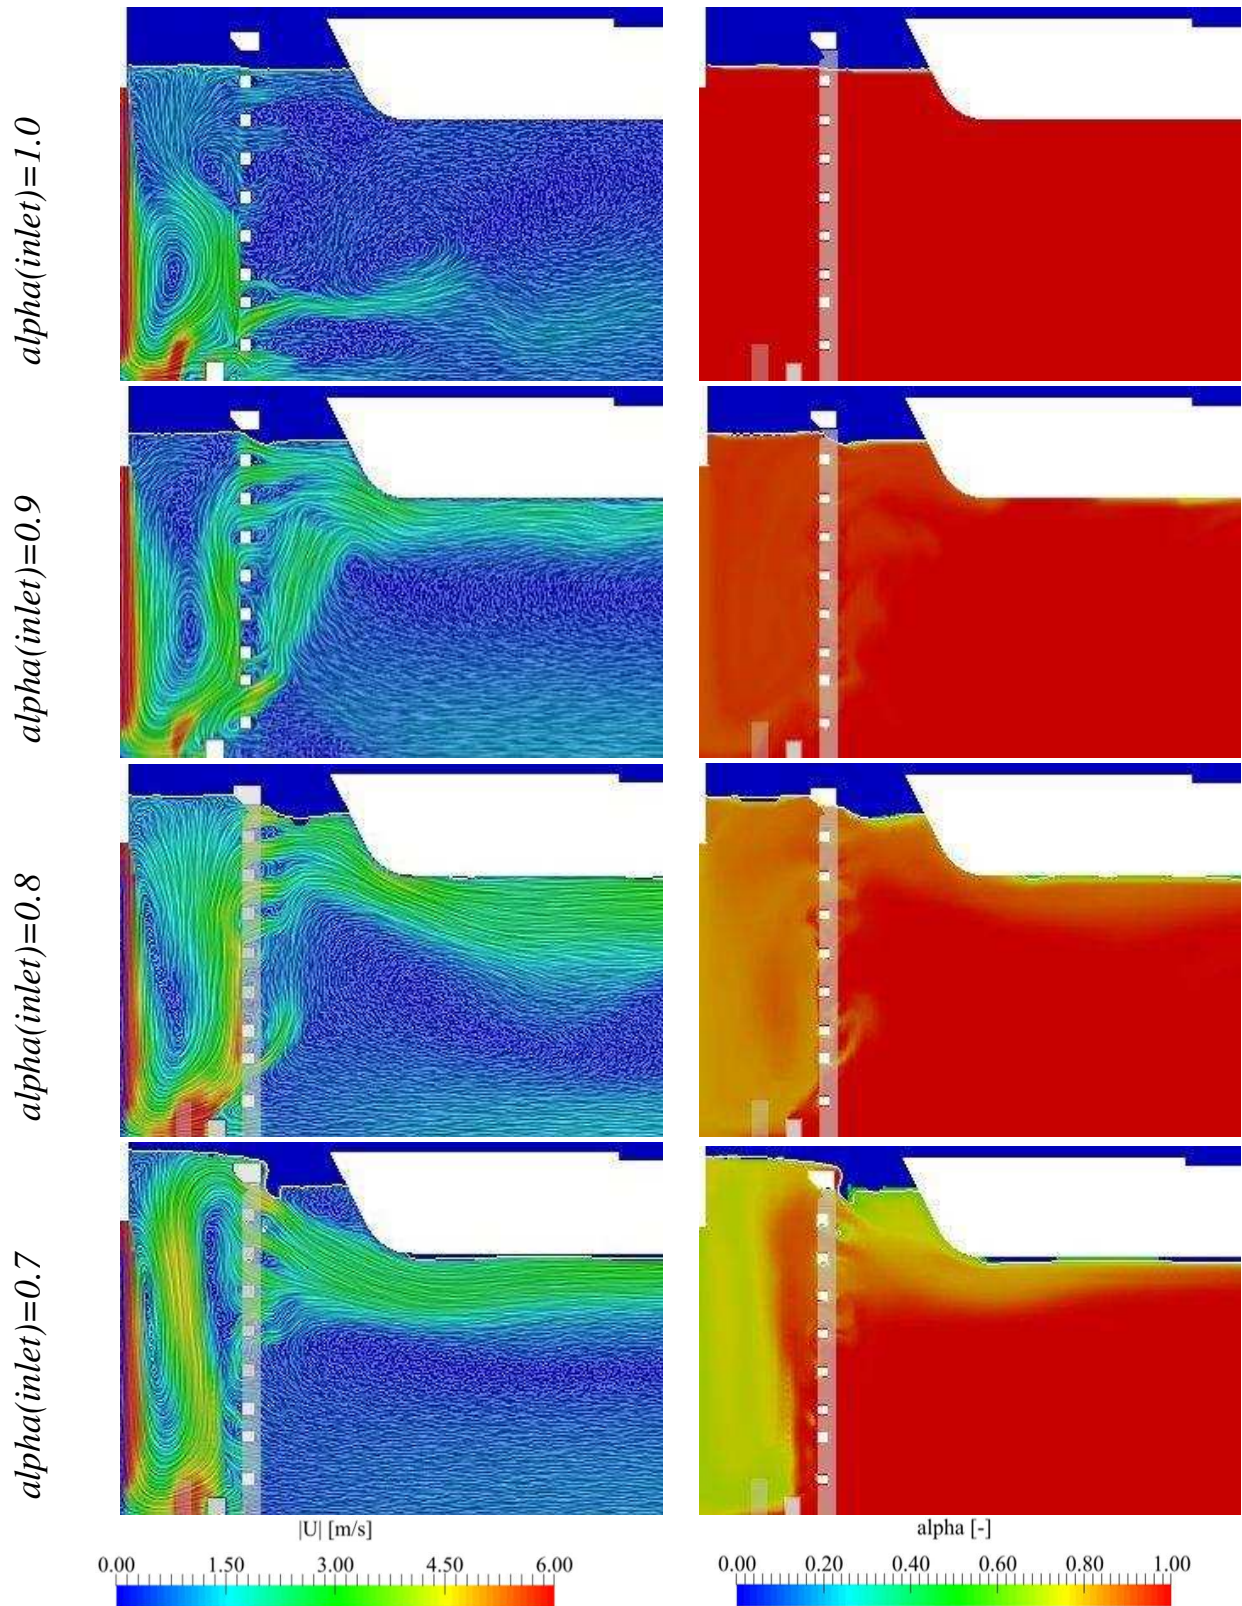 alpha(inlet)=1.0
alpha(inlet)=0.9
alpha(inlet)=0.8
alpha(inlet)=0.7
|U| [m/s]
0.00 1.50 3.00 4.50 6.00
alpha [-]
0.00 0.20 0.40 0.60 0.80 1.00